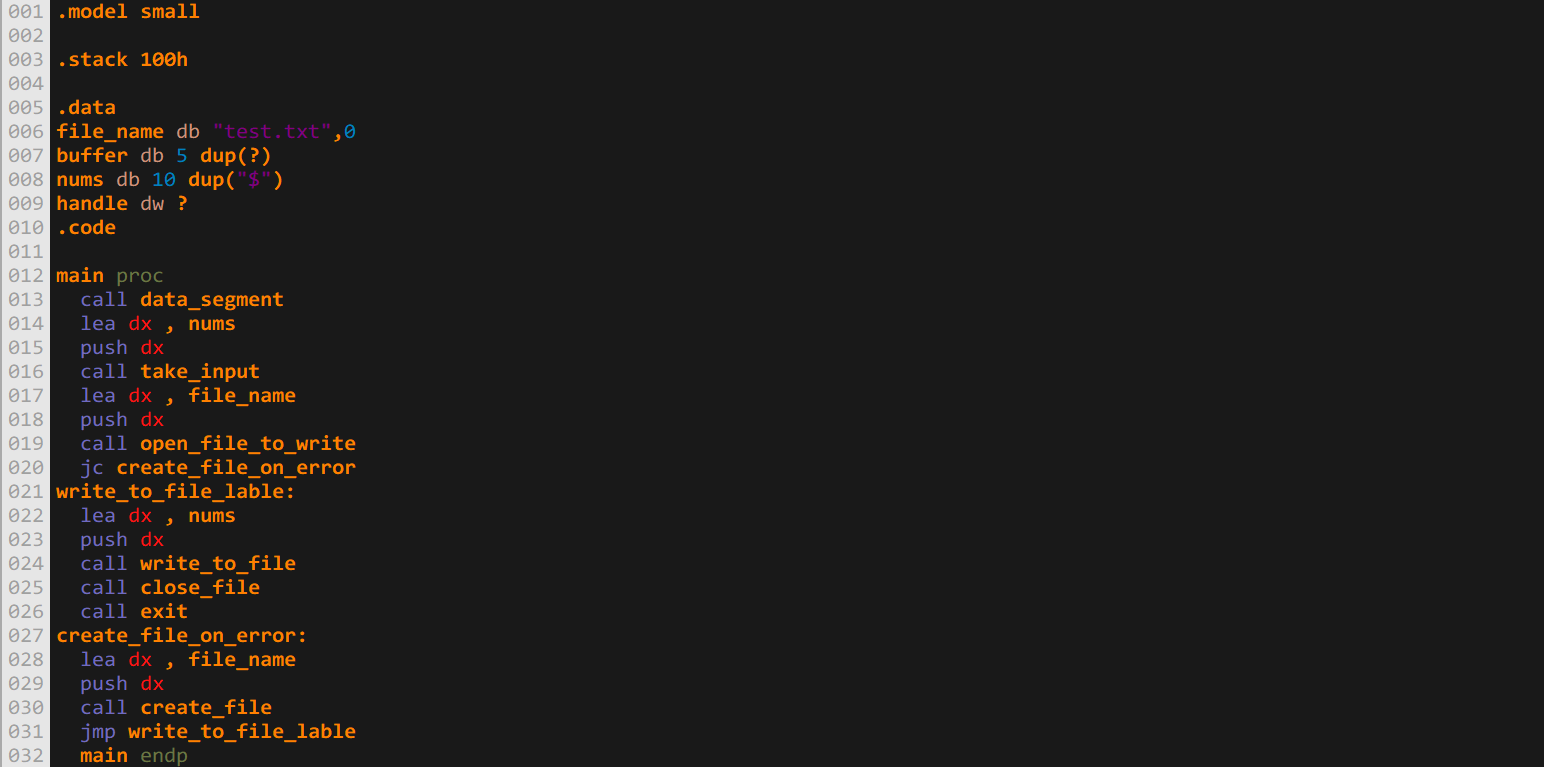 001 .model small
002
003 .stack 100h
004
005 .data
006 file_name db "test.txt",0
007 buffer db 5 dup(?)
008 nums db 10 dup("$")
009 handle dw ?
010 .code
011
012 main proc
013   call data_segment
014   lea dx , nums
015   push dx
016   call take_input
017   lea dx , file_name
018   push dx
019   call open_file_to_write
020   jc create_file_on_error
021 write_to_file_lable:
022   lea dx , nums
023   push dx
024   call write_to_file
025   call close_file
026   call exit
027 create_file_on_error:
028   lea dx , file_name
029   push dx
030   call create_file
031   jmp write_to_file_lable
032   main endp